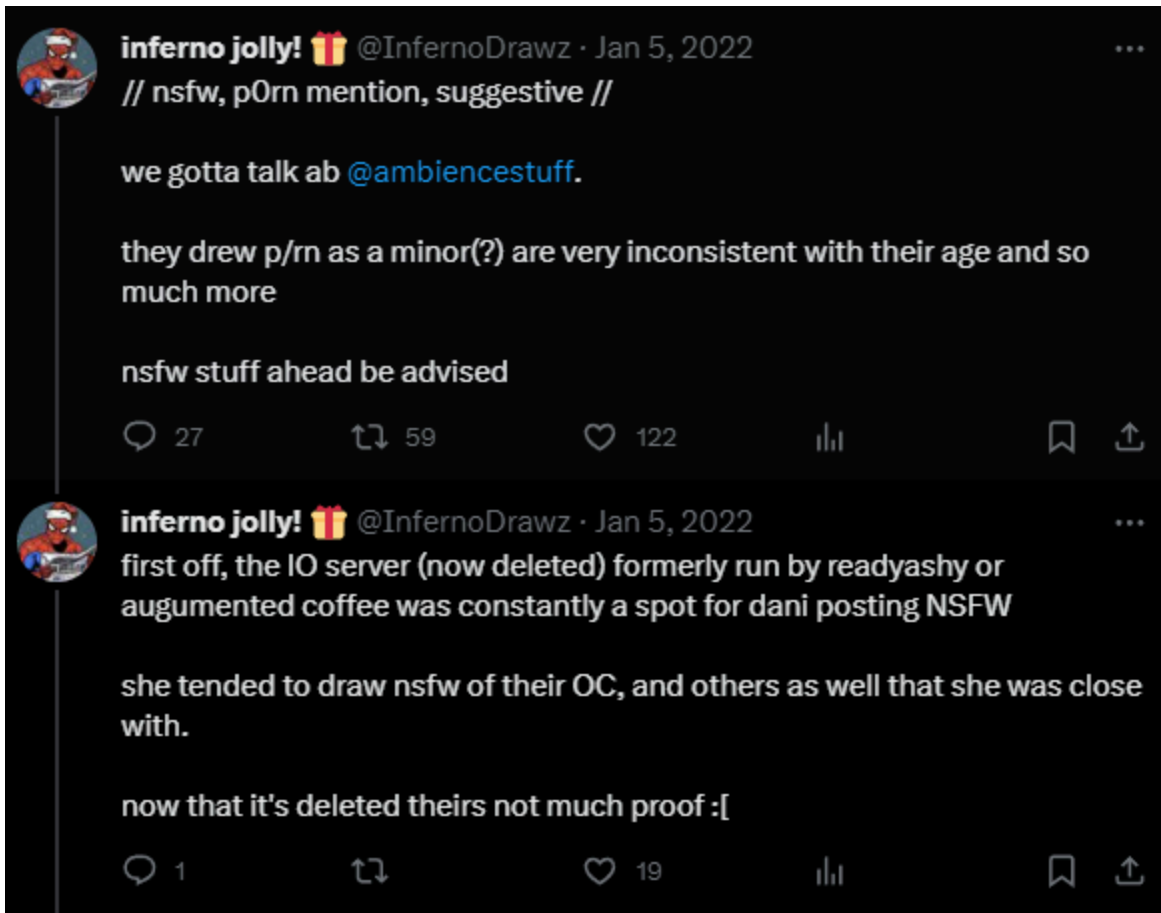 inferno jolly! 🎁 @InfernoDrawz · Jan 5, 2022
// nsfw, p0rn mention, suggestive //
we gotta talk ab @ambiencestuff.
they drew p/rn as a minor(?) are very inconsistent with their age and so
much more
nsfw stuff ahead be advised
27 59 122
inferno jolly! 🎁 @InfernoDrawz · Jan 5, 2022
first off, the IO server (now deleted) formerly run by readyashy or
augumented coffee was constantly a spot for dani posting NSFW
she tended to draw nsfw of their OC, and others as well that she was close
with.
now that it's deleted theirs not much proof :[
1 19